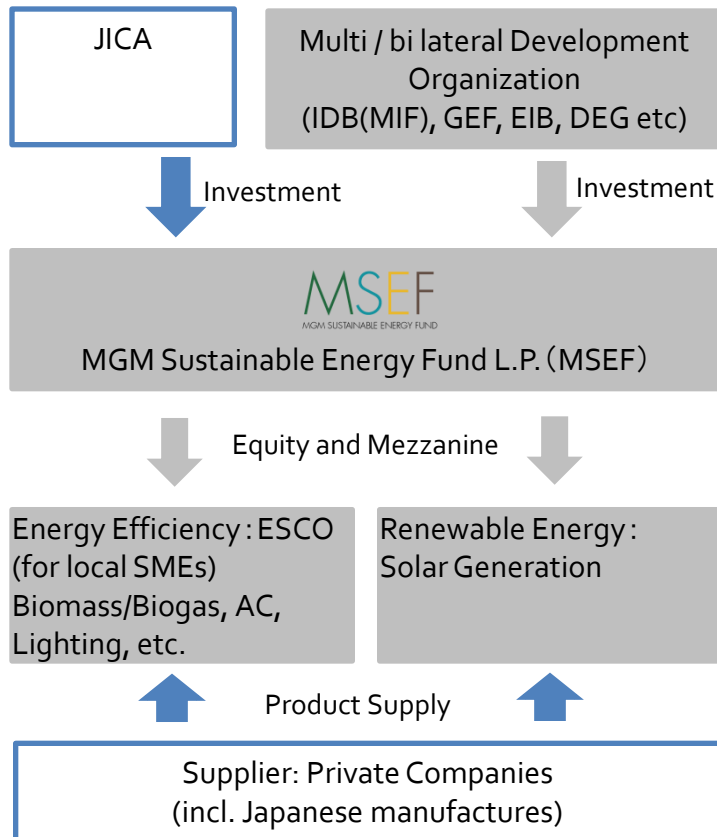 JICA
Multi / bi lateral Development
Organization
(IDB(MIF), GEF, EIB, DEG etc)
Investment
Investment
MSEF
MGM SUSTAINABLE ENERGY FUND
MGM Sustainable Energy Fund L.P.(MSEF)
Equity and Mezzanine
Energy Efficiency : ESCO
(for local SMEs)
Biomass/Biogas, AC,
Lighting, etc.
Renewable Energy :
Solar Generation
Product Supply
Supplier: Private Companies
(incl. Japanese manufactures)